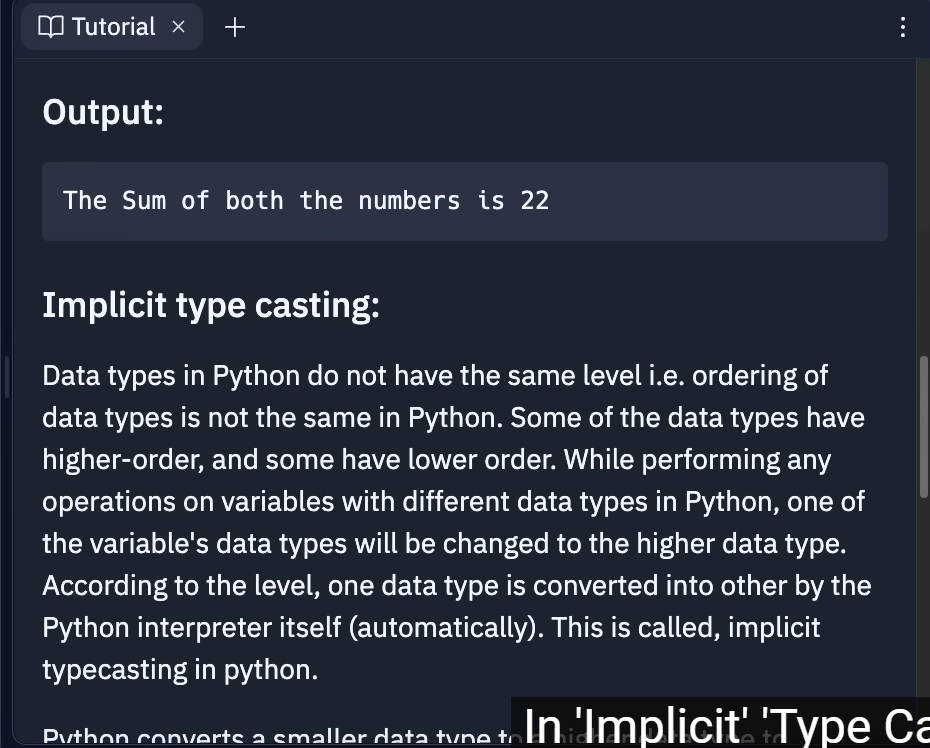 Tutorial
Output:
The Sum of both the numbers is 22
Implicit type casting:
Data types in Python do not have the same level i.e. ordering of
data types is not the same in Python. Some of the data types have
higher-order, and some have lower order. While performing any
operations on variables with different data types in Python, one of
the variable's data types will be changed to the higher data type.
According to the level, one data type is converted into other by the
Python interpreter itself (automatically). This is called, implicit
typecasting in python.
Python converts a smaller data type to a higher data type to
In 'Implicit' 'Type Ca